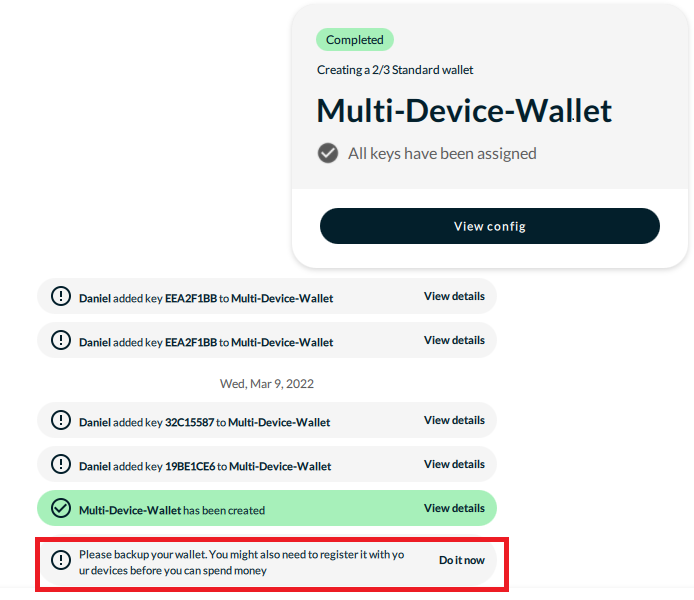 Completed
Creating a 2/3 Standard wallet
Multi-Device-Wallet
All keys have been assigned
View config
Daniel added key EEA2F1BB to Multi-Device-Wallet View details
Daniel added key EEA2F1BB to Multi-Device-Wallet View details
Wed, Mar 9, 2022
Daniel added key 32C15587 to Multi-Device-Wallet View details
Daniel added key 19BE1CE6 to Multi-Device-Wallet View details
Multi-Device-Wallet has been created View details
Please backup your wallet. You might also need to register it with yo
ur devices before you can spend money
Do it now